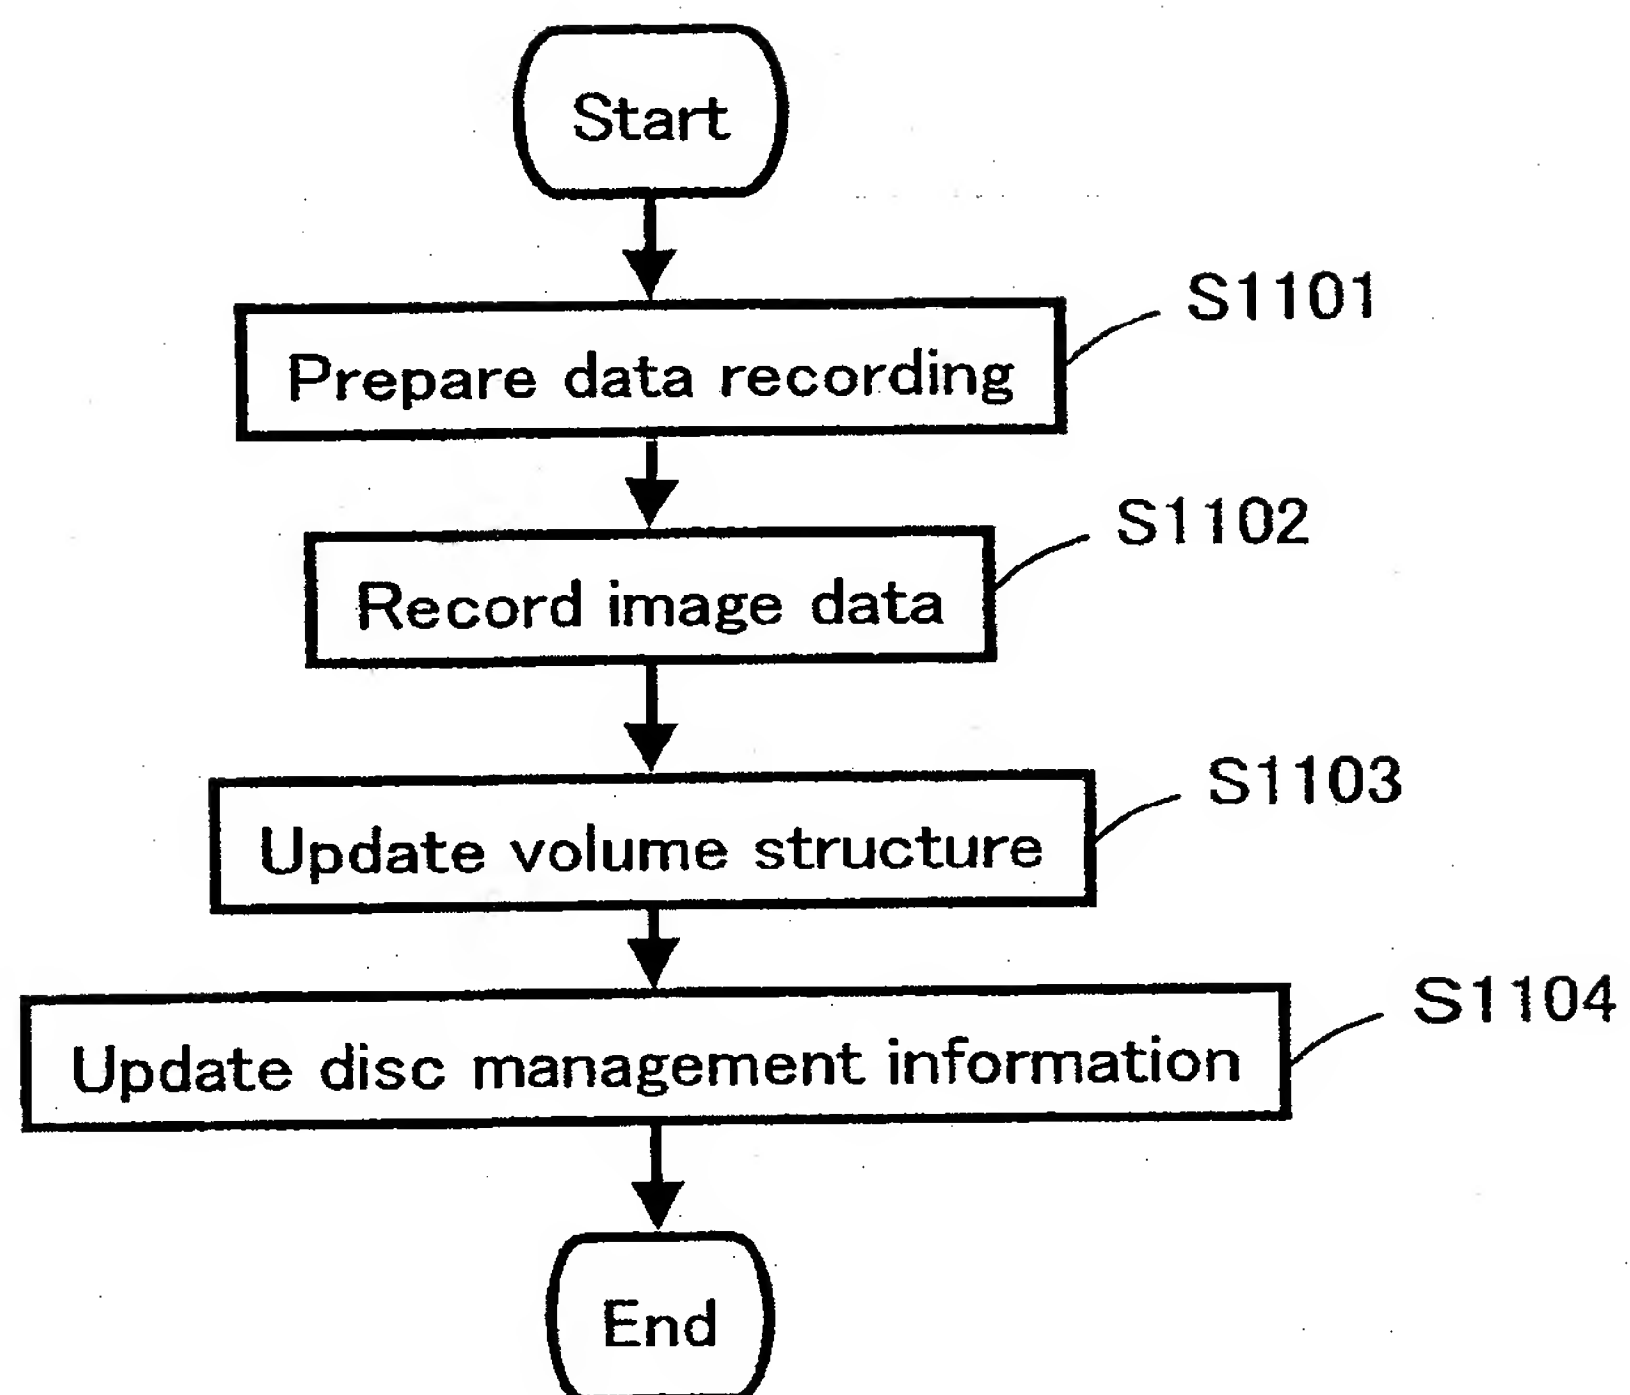 Start
S1101
Prepare data recording
S1102
Record image data
S1103
Update volume structure
S1104
Update disc management information
End